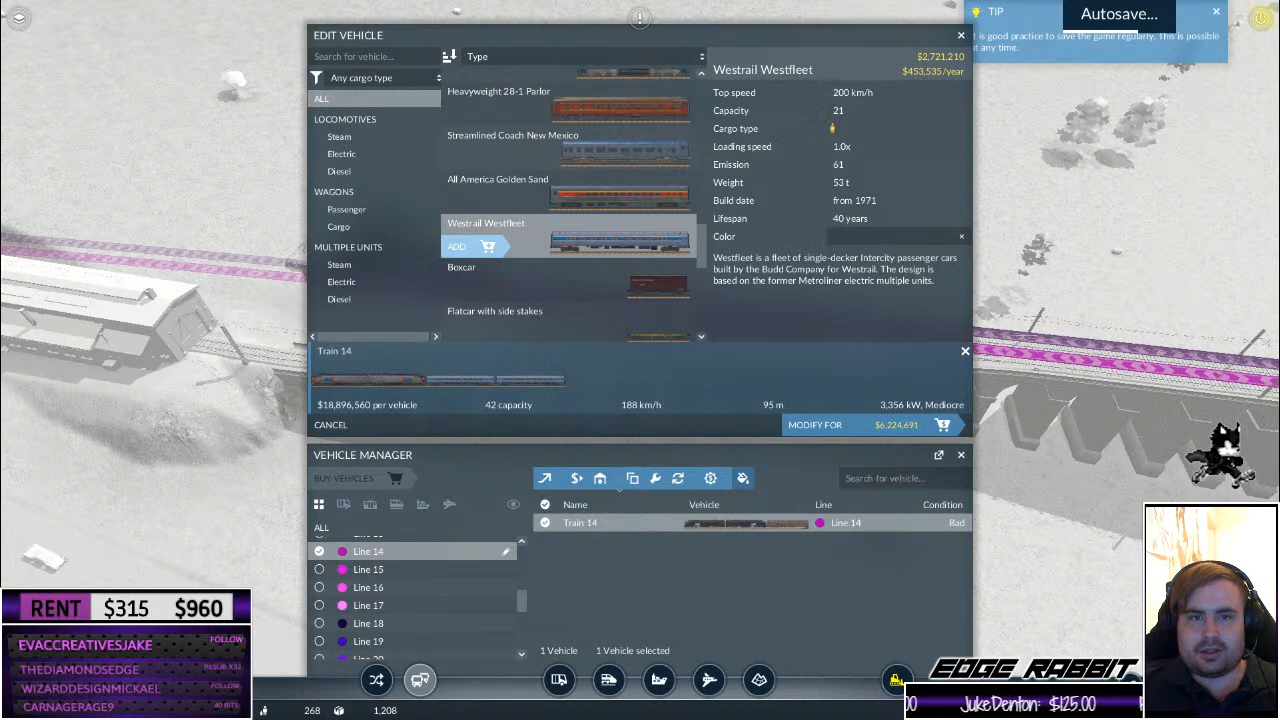 EDIT VEHICLE
Search for vehicle...
Type
Any cargo type
ALL
LOCOMOTIVES
Steam
Electric
Diesel
WAGONS
Passenger
Cargo
MULTIPLE UNITS
Steam
Electric
Diesel
Heavyweight 28-1 Parlor
Streamlined Coach New Mexico
All America Golden Sand
Westrail Westfleet
ADD
Boxcar
Flatcar with side stakes
$2,721,210
Westrail Westfleet
$453,535/year
Top speed 200 km/h
Capacity 21
Cargo type
Loading speed 1.0x
Emission 61
Weight 53 t
Build date from 1971
Lifespan 40 years
Color
Westfleet is a fleet of single-decker Intercity passenger cars
built by the Budd Company for Westrail. The design is
based on the former Metroliner electric multiple units.
Train 14
$18,896,560 per vehicle 42 capacity 188 km/h 95 m 3,356 kW, Mediocre
CANCEL
MODIFY FOR $6,224,691
TIP
Autosave...
is good practice to save the game regularly. This is possible
at any time.
VEHICLE MANAGER
BUY VEHICLES
Search for vehicle...
ALL
Line 14
Line 15
Line 16
Line 17
Line 18
Line 19
Name Vehicle Line Condition
Train 14 Line 14 Bad
1 Vehicle 1 Vehicle selected
268 1,208
RENT $315 $960
EVACCREATIVESJAKE FOLLOW
THEDIAMONDSEDGE RESUB X32
WIZARDDESIGNMICKAEL FOLLOW
CARNAGERAGE9 40 BITS
EDGE RABBIT
JukeDenton: $125.00